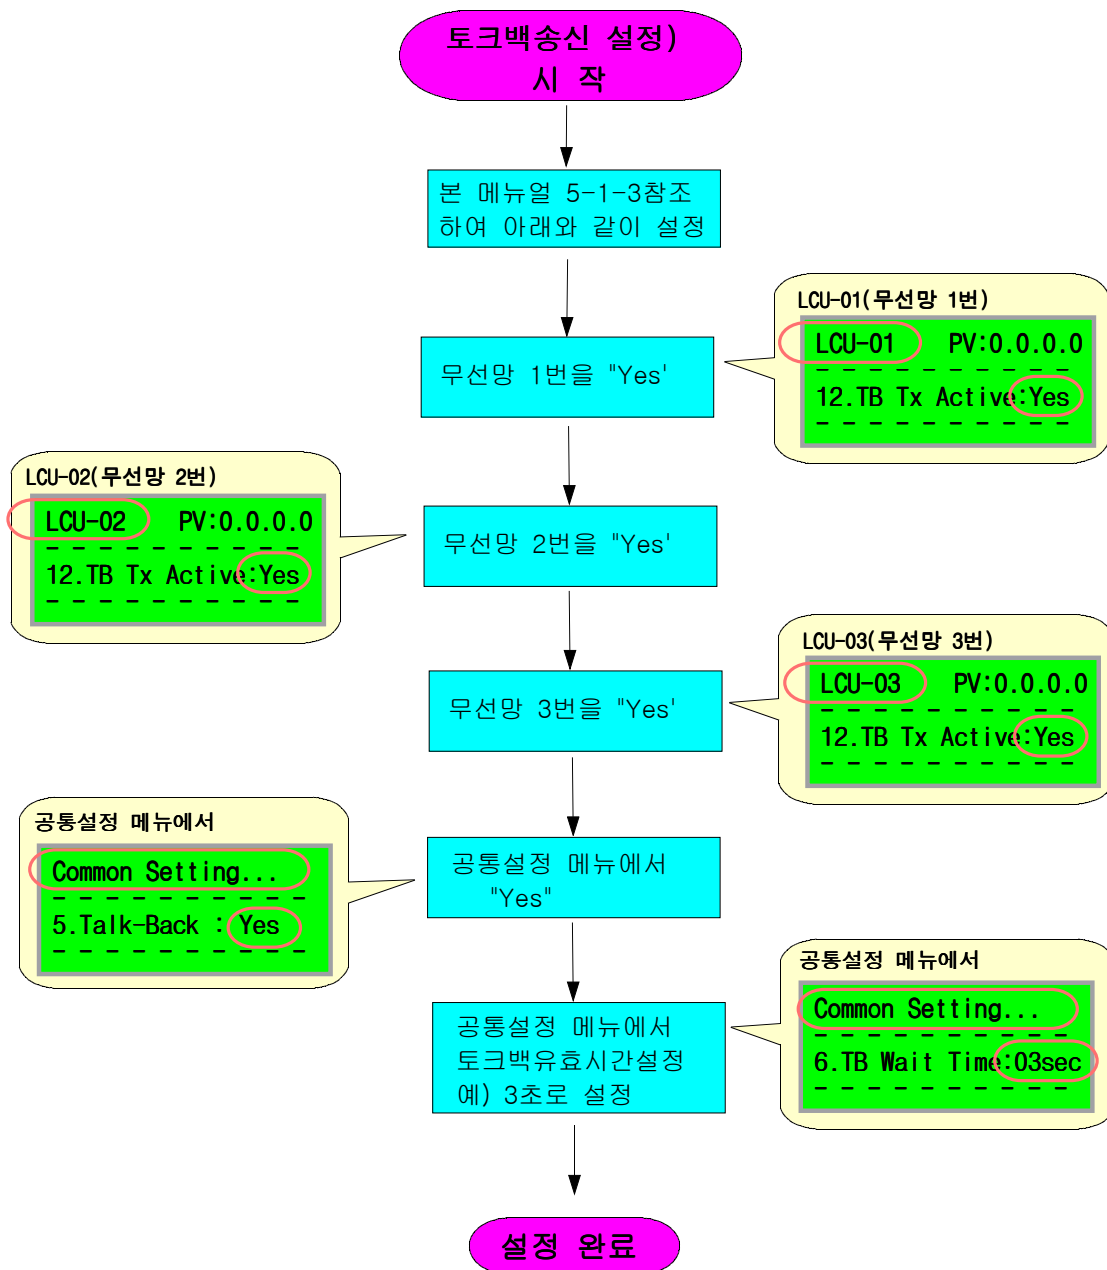 토크백송신 설정)
시 작
본 메뉴얼 5-1-3참조
하여 아래와 같이 설정
LCU-01(무선망 1번)
LCU-01 PV:0.0.0.0
- - - - - - - - - -
12.TB Tx Active:Yes
- - - - - - - - - -
무선망 1번을 "Yes'
LCU-02(무선망 2번)
LCU-02 PV:0.0.0.0
- - - - - - - - - -
12.TB Tx Active:Yes
- - - - - - - - - -
무선망 2번을 "Yes'
LCU-03(무선망 3번)
LCU-03 PV:0.0.0.0
- - - - - - - - - -
12.TB Tx Active:Yes
- - - - - - - - - -
무선망 3번을 "Yes'
공통설정 메뉴에서
Common Setting...
- - - - - - - - - -
5.Talk-Back : Yes
- - - - - - - - - -
공통설정 메뉴에서
"Yes"
공통설정 메뉴에서
Common Setting...
- - - - - - - - - -
6.TB Wait Time:03sec
- - - - - - - - - -
공통설정 메뉴에서
토크백유효시간설정
예) 3초로 설정
설정 완료